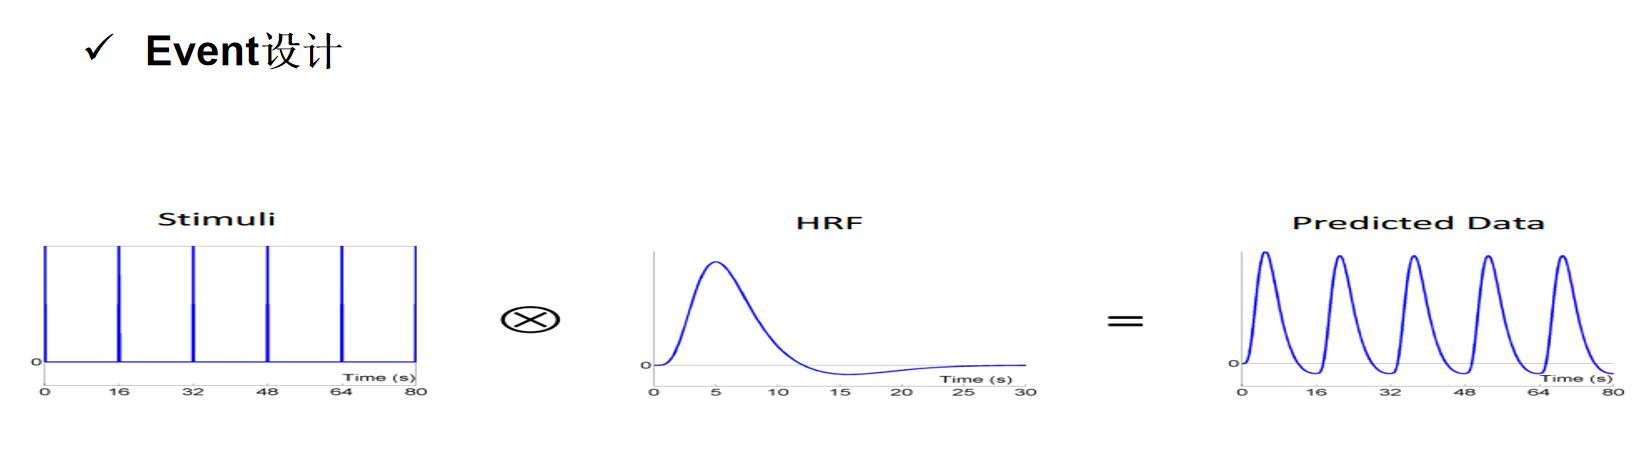 ✓ Event设计
Stimuli
0
Time (s)
0 16 32 48 64 80
⊗
HRF
0
Time (s)
0 5 10 15 20 25 30
=
Predicted Data
0
Time (s)
0 16 32 48 64 80